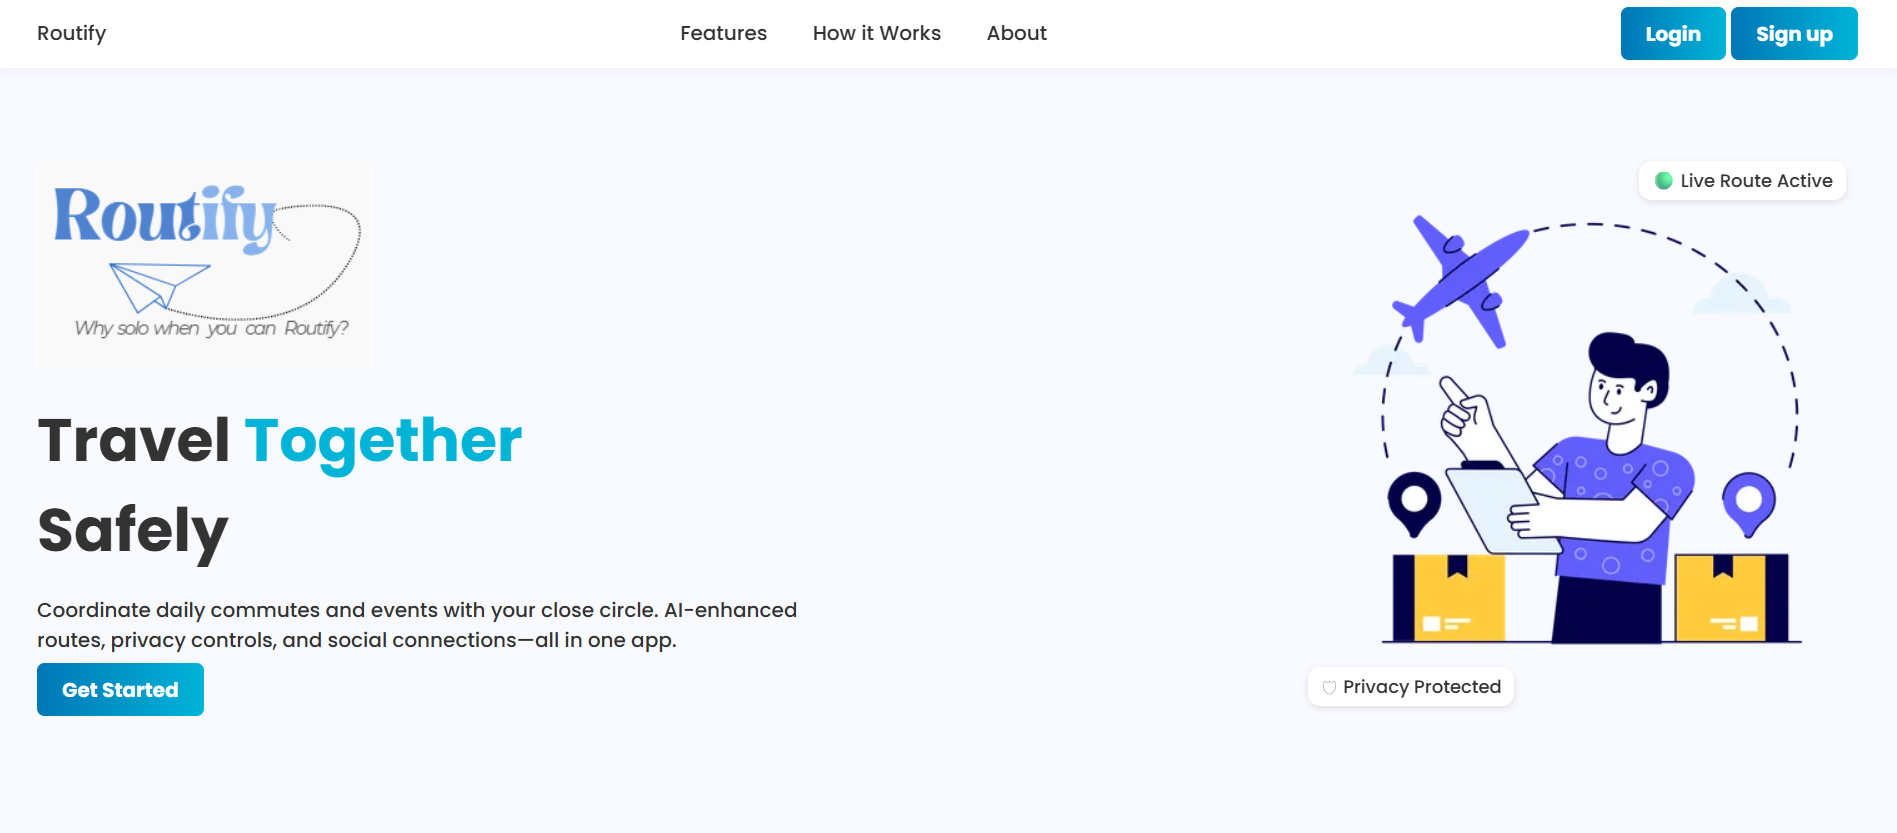 Routify
Features
How it Works
About
Login
Sign up
Routify
Why solo when you can Routify?
Travel Together
Safely
Coordinate daily commutes and events with your close circle. AI-enhanced
routes, privacy controls, and social connections—all in one app.
Get Started
Live Route Active
Privacy Protected